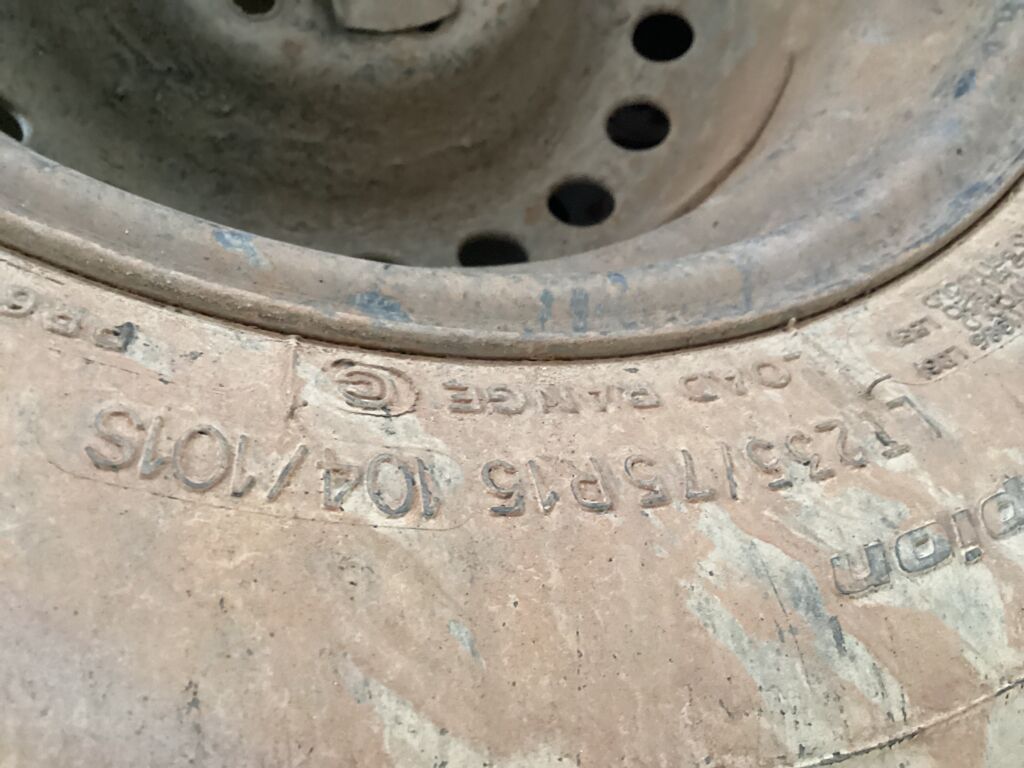 LT235/75R15 104/101S
LOAD RANGE C
pion